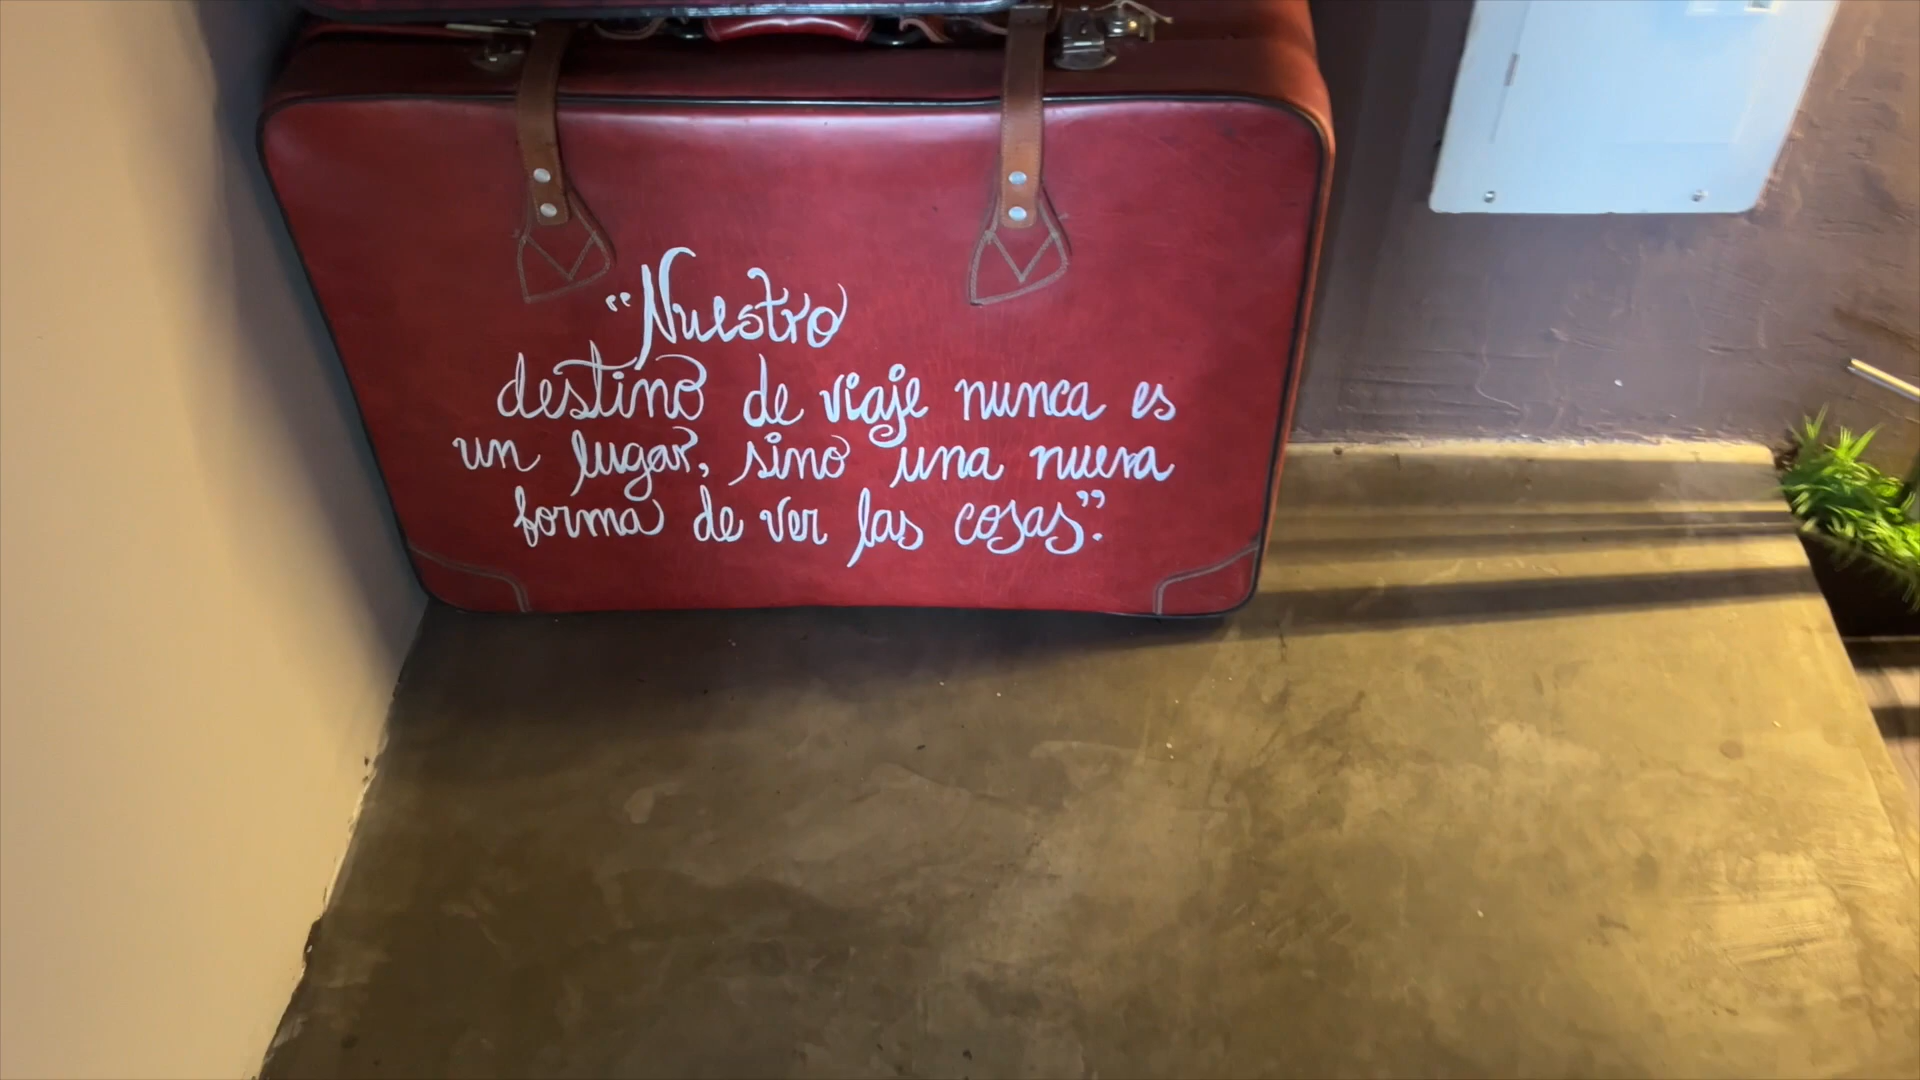 “Nuestro
destino de viaje nunca es
un lugar, sino una nueva
forma de ver las cosas”.